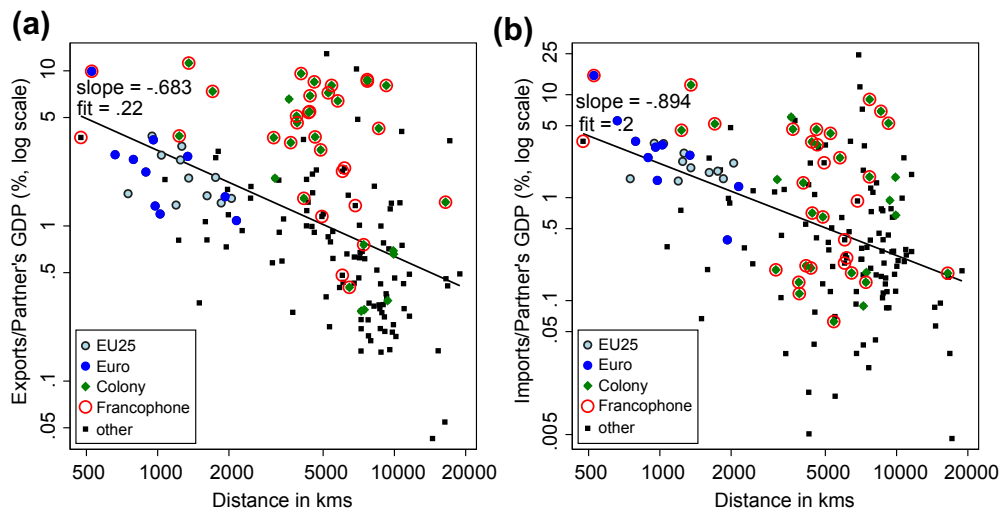 (a)
Exports/Partner's GDP (%, log scale)
10
5
1
.5
.1
.05
slope = -.683
fit = .22
EU25
Euro
Colony
Francophone
other
500 1000 2000 5000 10000 20000
Distance in kms
(b)
Imports/Partner's GDP (%, log scale)
25
10
5
1
.5
.1
.05
.005
slope = -.894
fit = .2
EU25
Euro
Colony
Francophone
other
500 1000 2000 5000 10000 20000
Distance in kms